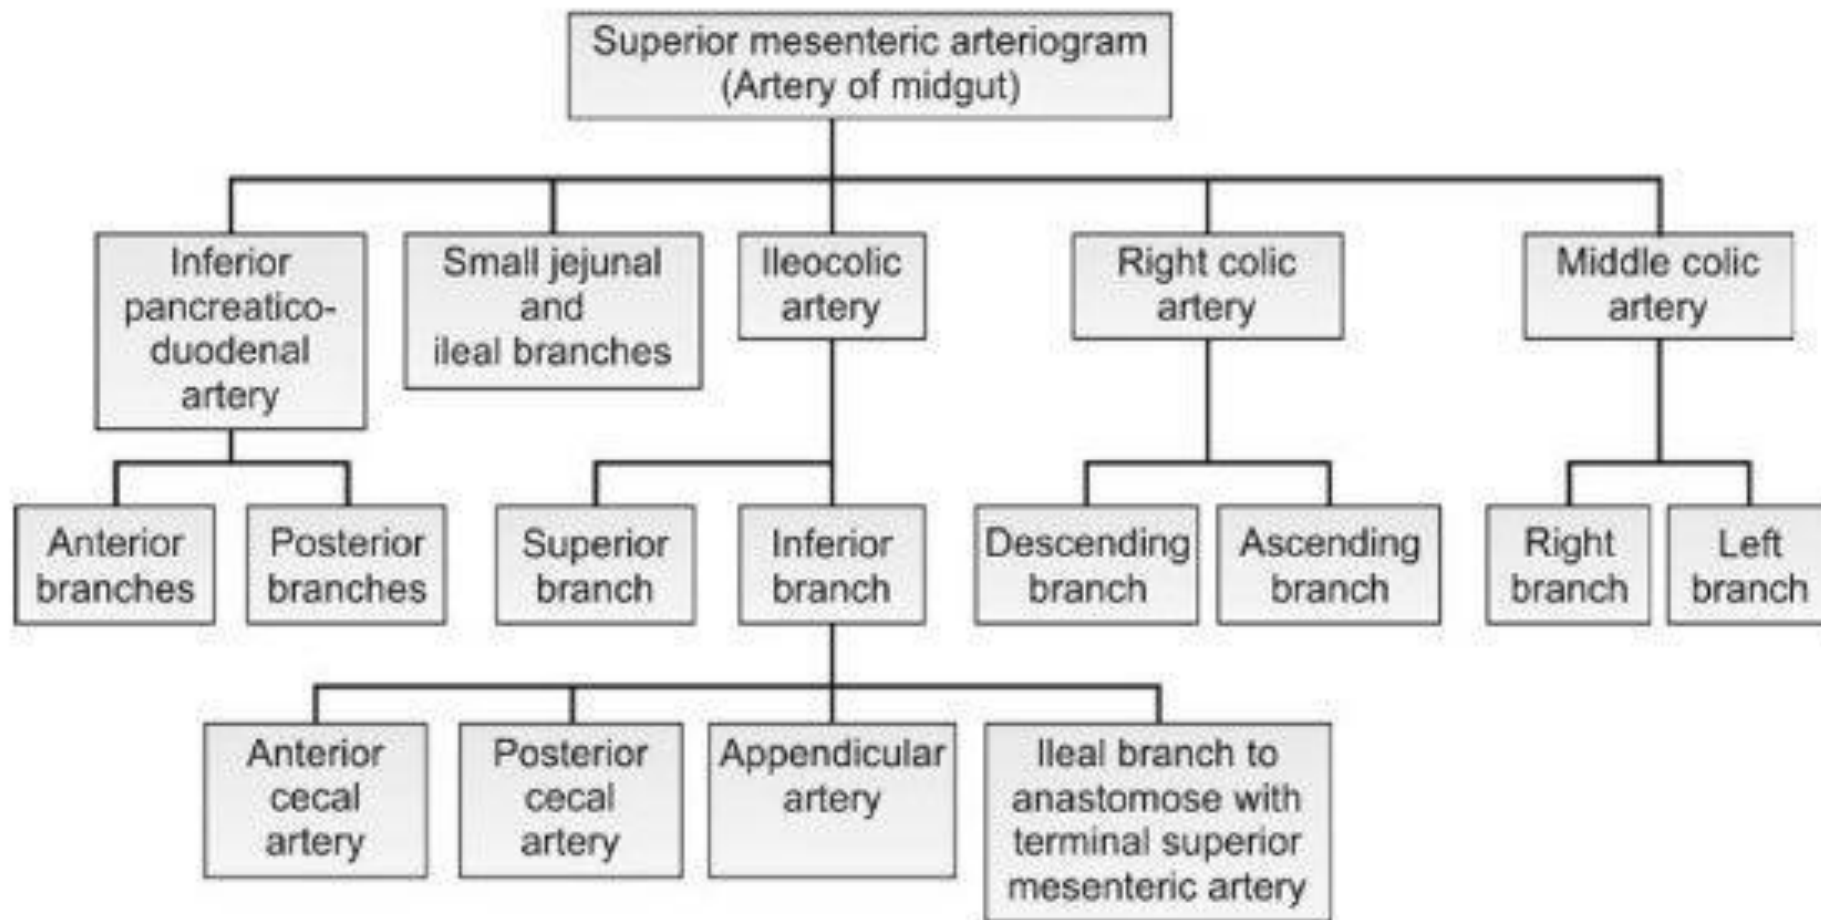 Superior mesenteric arteriogram
(Artery of midgut)
Inferior
pancreatico-
duodenal
artery
Small jejunal
and
ileal branches
Ileocolic
artery
Right colic
artery
Middle colic
artery
Anterior
branches
Posterior
branches
Superior
branch
Inferior
branch
Descending
branch
Ascending
branch
Right
branch
Left
branch
Anterior
cecal
artery
Posterior
cecal
artery
Appendicular
artery
Ileal branch to
anastomose with
terminal superior
mesenteric artery